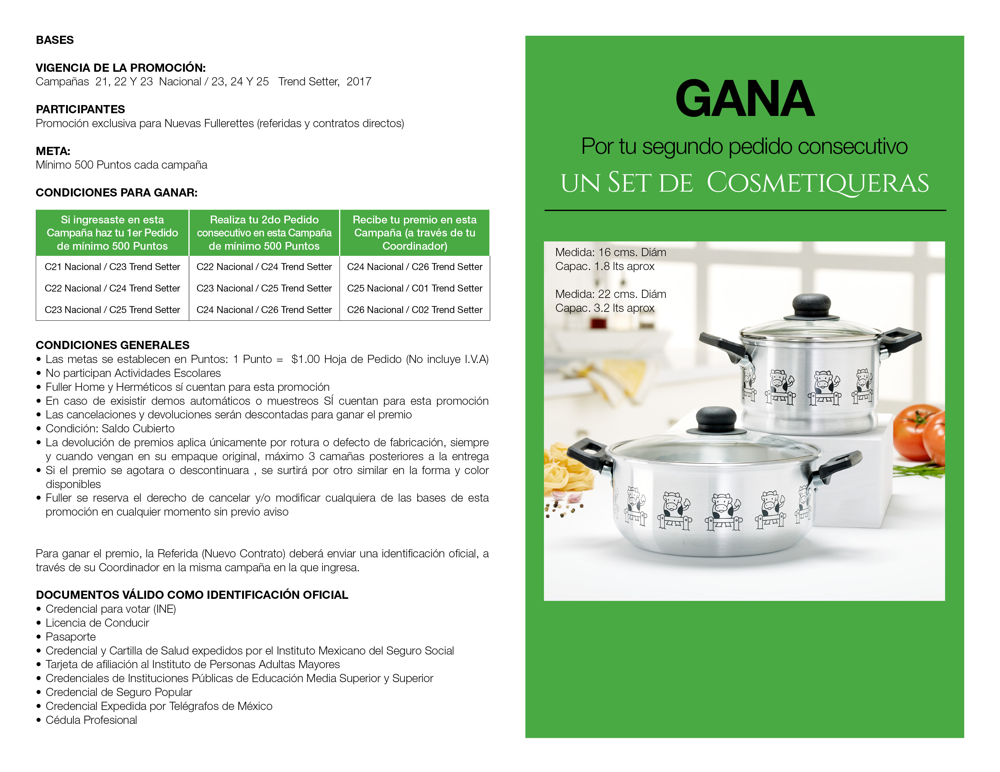 BASES
VIGENCIA DE LA PROMOCIÓN:
Campañas 21, 22 Y 23 Nacional / 23, 24 Y 25 Trend Setter, 2017
PARTICIPANTES
Promoción exclusiva para Nuevas Fullerettes (referidas y contratos directos)
META:
Mínimo 500 Puntos cada campaña
CONDICIONES PARA GANAR:
Si ingresaste en esta
Campaña haz tu 1er Pedido
de mínimo 500 Puntos
Realiza tu 2do Pedido
consecutivo en esta Campaña
de mínimo 500 Puntos
Recibe tu premio en esta
Campaña (a través de tu
Coordinador)
C21 Nacional / C23 Trend Setter
C22 Nacional / C24 Trend Setter
C24 Nacional / C26 Trend Setter
C22 Nacional / C24 Trend Setter
C23 Nacional / C25 Trend Setter
C25 Nacional / C01 Trend Setter
C23 Nacional / C25 Trend Setter
C24 Nacional / C26 Trend Setter
C26 Nacional / C02 Trend Setter
CONDICIONES GENERALES
• Las metas se establecen en Puntos: 1 Punto = $1.00 Hoja de Pedido (No incluye I.V.A)
• No participan Actividades Escolares
• Fuller Home y Herméticos sí cuentan para esta promoción
• En caso de exisistir demos automáticos o muestreos SÍ cuentan para esta promoción
• Las cancelaciones y devoluciones serán descontadas para ganar el premio
• Condición: Saldo Cubierto
• La devolución de premios aplica únicamente por rotura o defecto de fabricación, siempre
y cuando vengan en su empaque original, máximo 3 camañas posteriores a la entrega
• Si el premio se agotara o descontinuara , se surtirá por otro similar en la forma y color
disponibles
• Fuller se reserva el derecho de cancelar y/o modificar cualquiera de las bases de esta
promoción en cualquier momento sin previo aviso
Para ganar el premio, la Referida (Nuevo Contrato) deberá enviar una identificación oficial, a
través de su Coordinador en la misma campaña en la que ingresa.
DOCUMENTOS VÁLIDO COMO IDENTIFICACIÓN OFICIAL
• Credencial para votar (INE)
• Licencia de Conducir
• Pasaporte
• Credencial y Cartilla de Salud expedidos por el Instituto Mexicano del Seguro Social
• Tarjeta de afiliación al Instituto de Personas Adultas Mayores
• Credenciales de Instituciones Públicas de Educación Media Superior y Superior
• Credencial de Seguro Popular
• Credencial Expedida por Telégrafos de México
• Cédula Profesional
GANA
Por tu segundo pedido consecutivo
UN SET DE COSMETIQUERAS
Medida: 16 cms. Diám
Capac. 1.8 lts aprox
Medida: 22 cms. Diám
Capac. 3.2 lts aprox